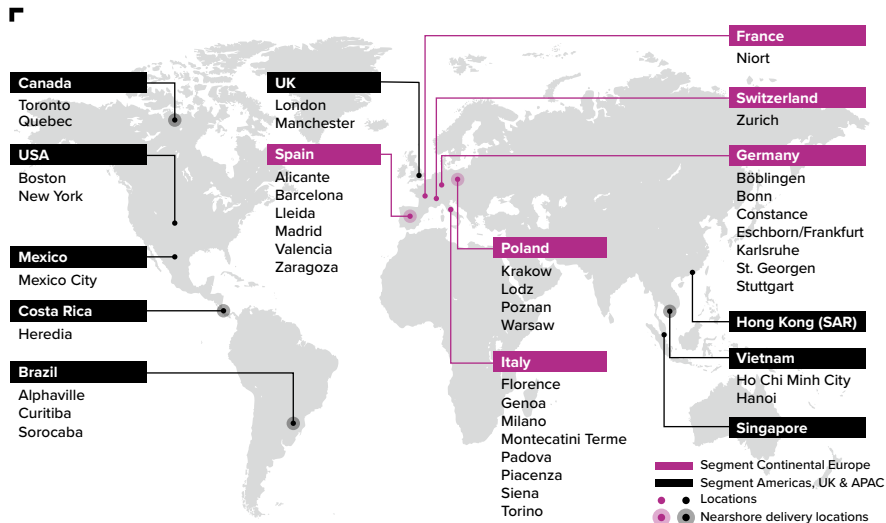 Canada
Toronto
Quebec
USA
Boston
New York
Mexico
Mexico City
Costa Rica
Heredia
Brazil
Alphaville
Curitiba
Sorocaba
UK
London
Manchester
Spain
Alicante
Barcelona
Lleida
Madrid
Valencia
Zaragoza
Poland
Krakow
Lodz
Poznan
Warsaw
Italy
Florence
Genoa
Milano
Montecatini Terme
Padova
Piacenza
Siena
Torino
France
Niort
Switzerland
Zurich
Germany
Böblingen
Bonn
Constance
Eschborn/Frankfurt
Karlsruhe
St. Georgen
Stuttgart
Hong Kong (SAR)
Vietnam
Ho Chi Minh City
Hanoi
Singapore
Segment Continental Europe
Segment Americas, UK & APAC
Locations
Nearshore delivery locations